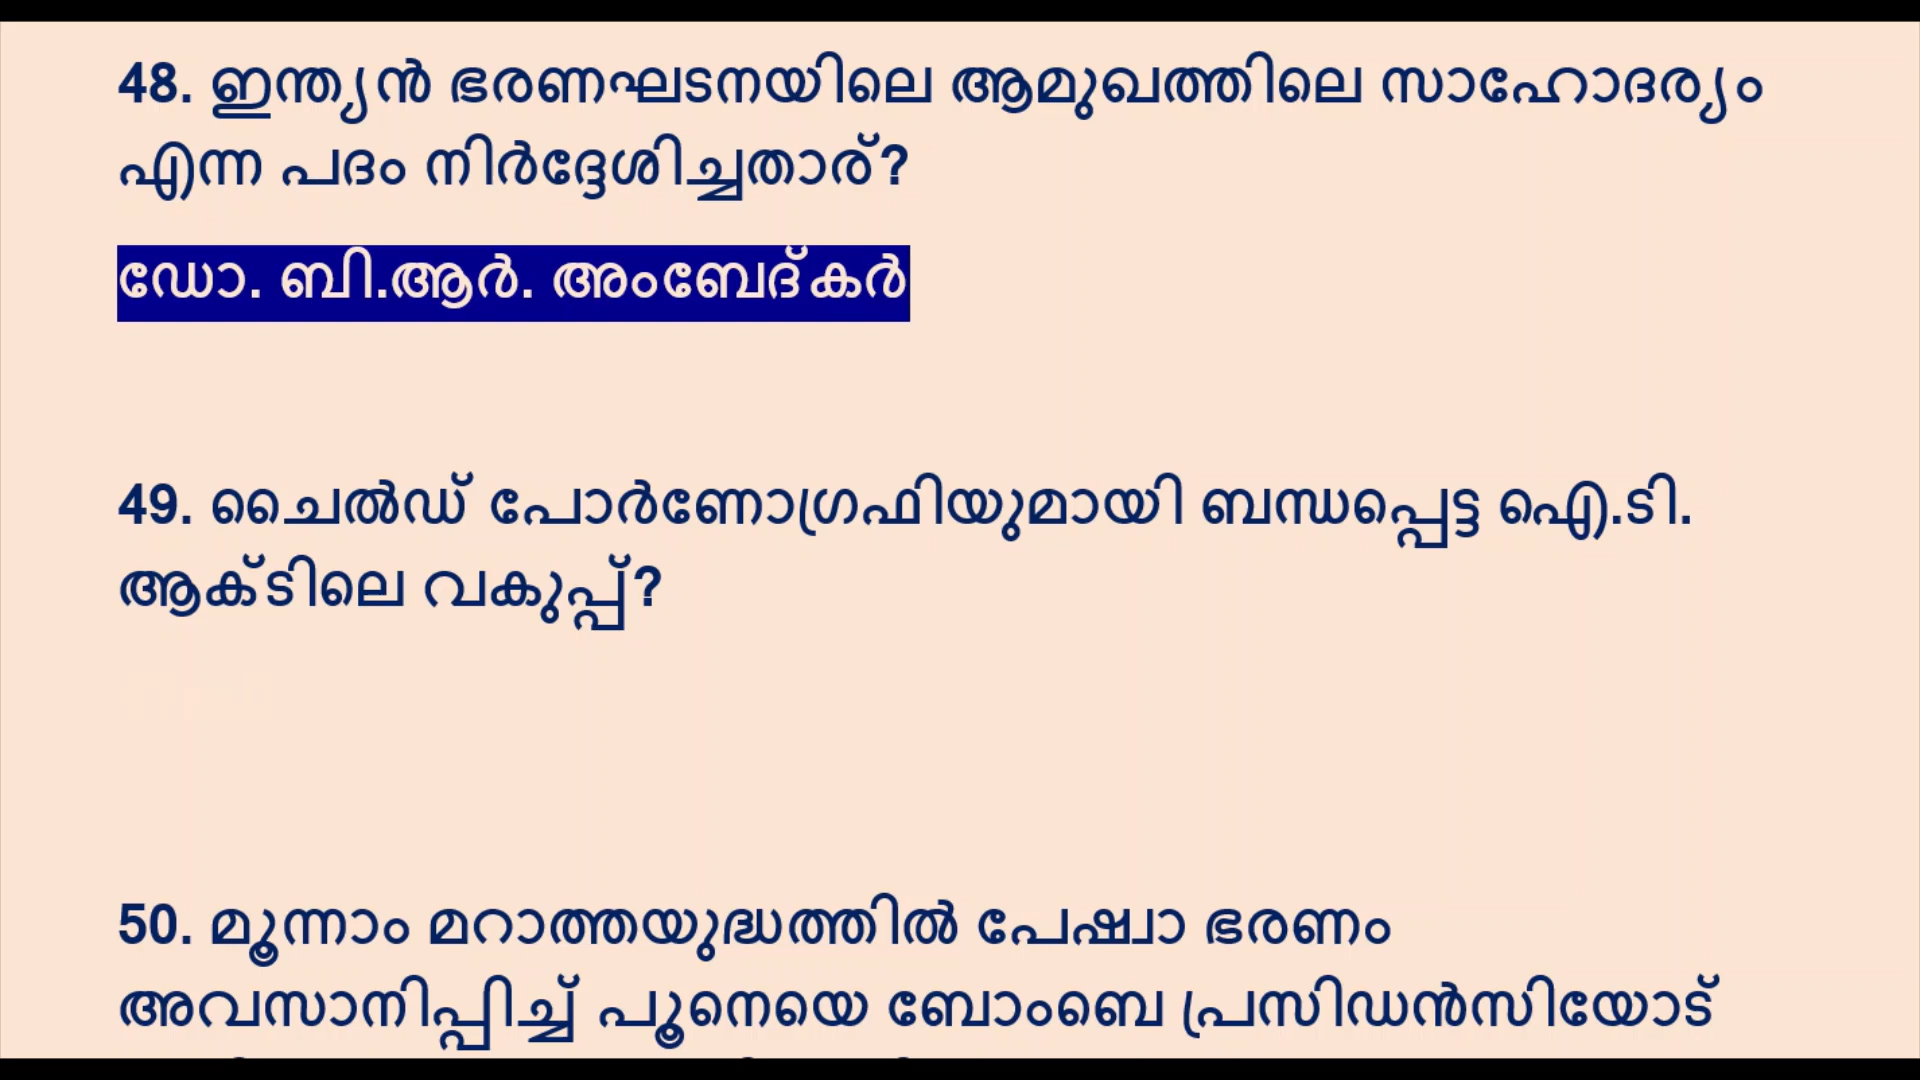 48. ഇന്ത്യൻ ഭരണഘടനയിലെ ആമുഖത്തിലെ സാഹോദര്യം
എന്ന പദം നിർദ്ദേശിച്ചതാര്?
ഡോ. ബി.ആർ. അംബേദ്കർ
49. ചൈൽഡ് പോർണോഗ്രഫിയുമായി ബന്ധപ്പെട്ട ഐ.ടി.
ആക്ടിലെ വകുപ്പ്?
50. മൂന്നാം മറാത്തയുദ്ധത്തിൽ പേഷ്വാ ഭരണം
അവസാനിപ്പിച്ച് പൂനെയെ ബോംബെ പ്രസിഡൻസിയോട്